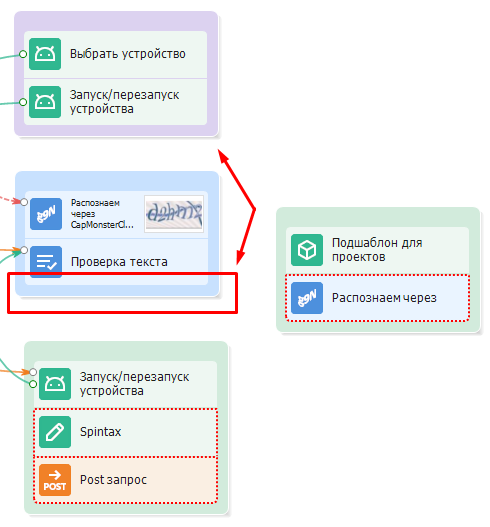 Выбрать устройство
Запуск/перезапуск
устройства
Распознаем
через
CapMonsterCl...
Проверка текста
Подшаблон для
проектов
Распознаем через
Запуск/перезапуск
устройства
Spintax
POST
Post запрос